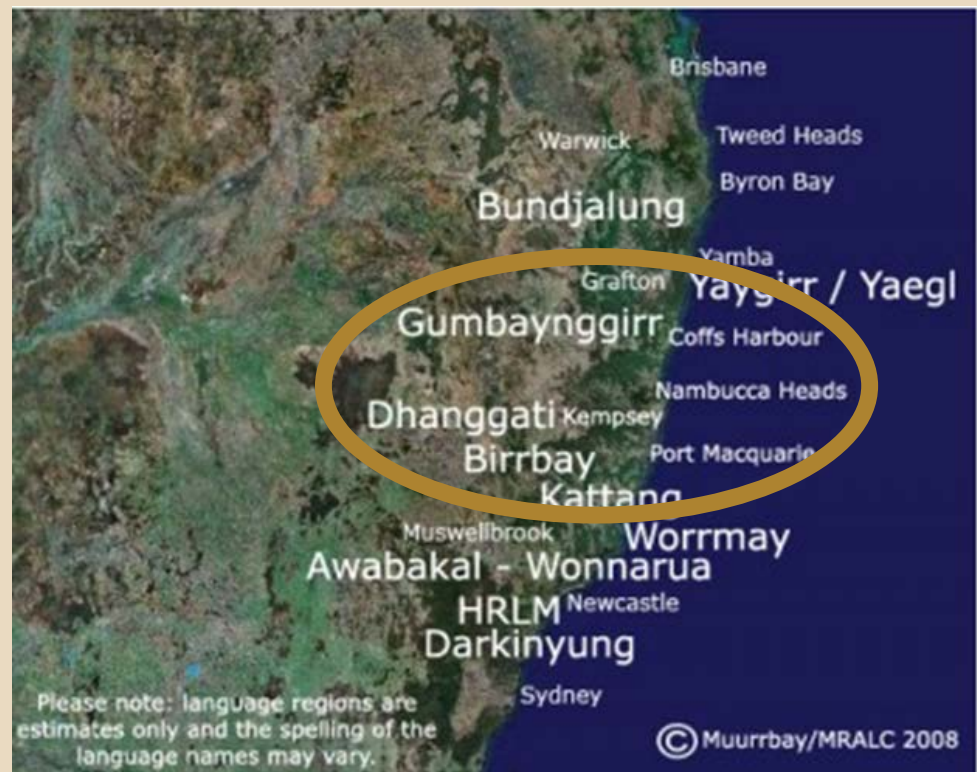 Brisbane
Warwick
Tweed Heads
Byron Bay
Bundjalung
Yamba
Grafton
Yaygirr / Yaegl
Gumbaynggirr
Coffs Harbour
Nambucca Heads
Dhanggati
Kempsey
Birrbay
Port Macquarie
Kattang
Muswellbrook
Worrmay
Awabakal - Wonnarua
HRLM
Newcastle
Darkinyung
Sydney
Please note: language regions are
estimates only and the spelling of the
language names may vary.
© Muurrbay/MRALC 2008